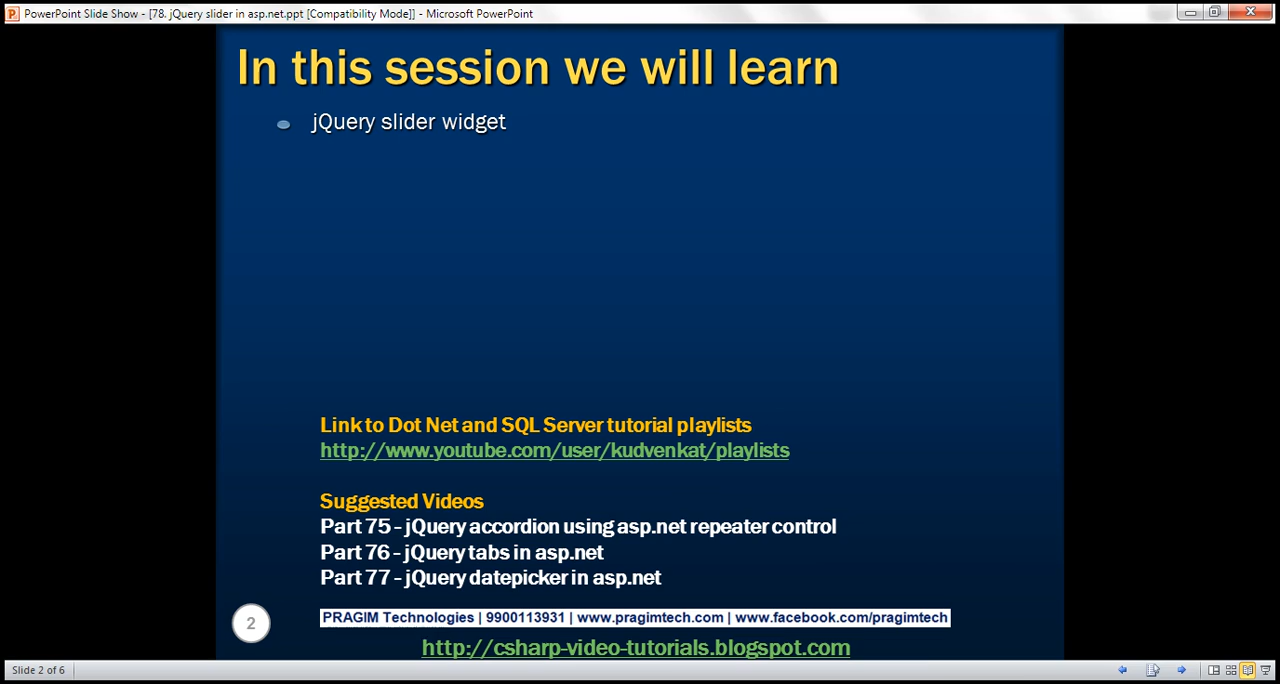 PowerPoint Slide Show - [78. jQuery slider in asp.net.ppt [Compatibility Mode]] - Microsoft PowerPoint
In this session we will learn
jQuery slider widget
Link to Dot Net and SQL Server tutorial playlists
http://www.youtube.com/user/kudvenkat/playlists
Suggested Videos
Part 75 - jQuery accordion using asp.net repeater control
Part 76 - jQuery tabs in asp.net
Part 77 - jQuery datepicker in asp.net
2
PRAGIM Technologies | 9900113931 | www.pragimtech.com | www.facebook.com/pragimtech
http://csharp-video-tutorials.blogspot.com
Slide 2 of 6